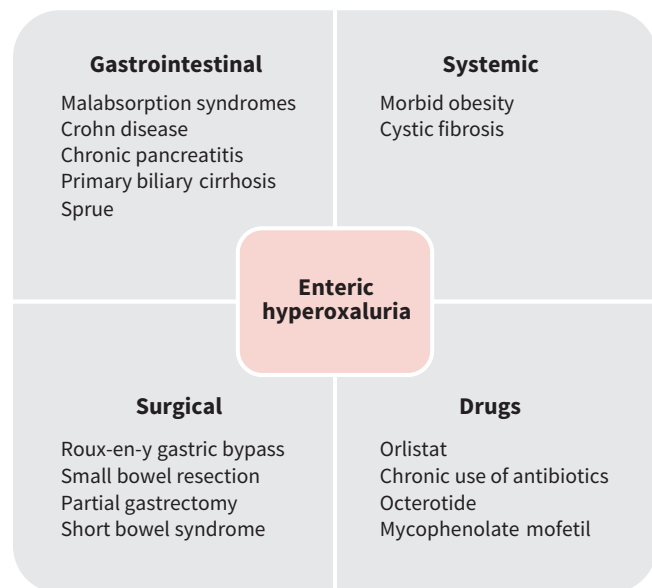 Gastrointestinal
Malabsorption syndromes
Crohn disease
Chronic pancreatitis
Primary biliary cirrhosis
Sprue
Systemic
Morbid obesity
Cystic fibrosis
Enteric
hyperoxaluria
Surgical
Roux-en-y gastric bypass
Small bowel resection
Partial gastrectomy
Short bowel syndrome
Drugs
Orlistat
Chronic use of antibiotics
Octerotide
Mycophenolate mofetil